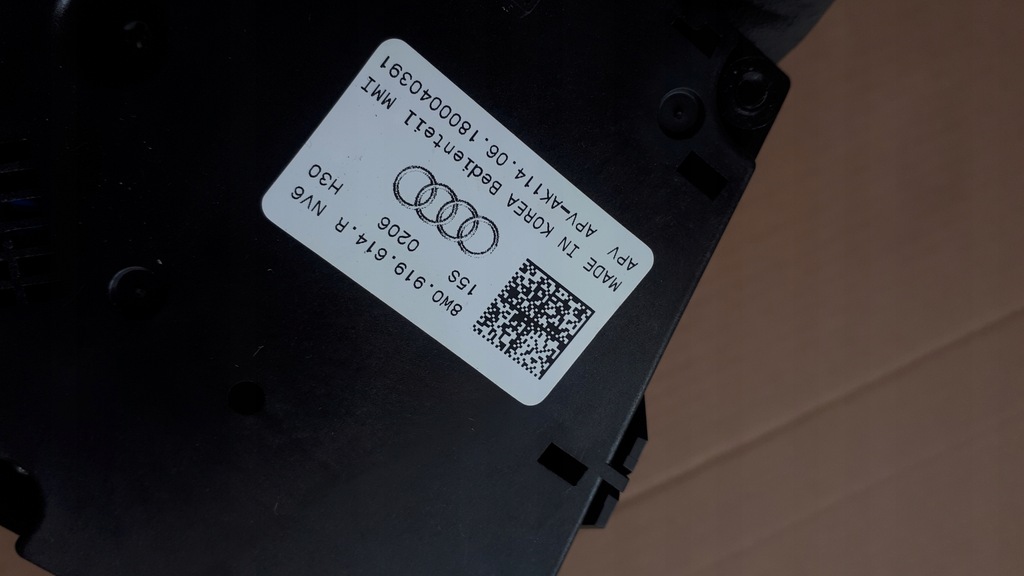 8W0.919.614.R NV6
15S 0206 H30
MADE IN KOREA Bedienteil MMI
APV APV-AK114.06.1800040391